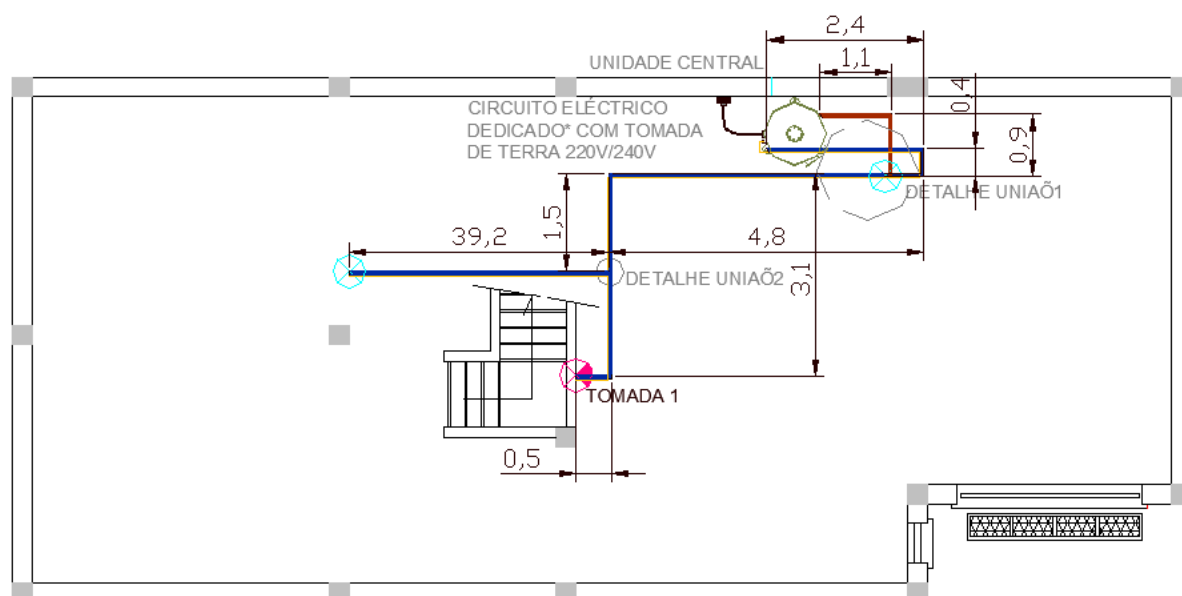 2,4
UNIDADE CENTRAL
1,1
0,4
CIRCUITO ELÉCTRICO
DEDICADO* COM TOMADA
DE TERRA 220V/240V
0,9
DETALHE UNIAÕ1
1,5
39,2
4,8
3,1
DETALHE UNIAÕ2
TOMADA 1
0,5